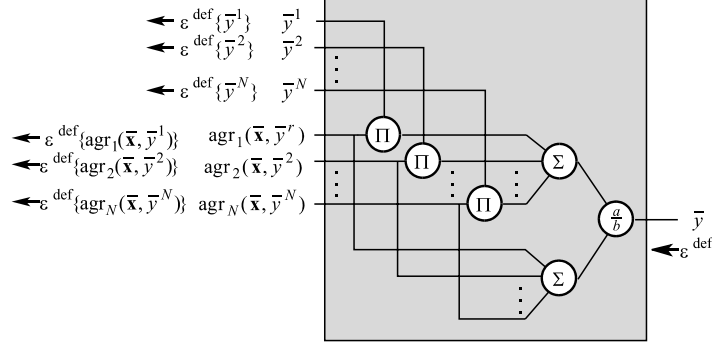 ε^def{ȳ^1} ȳ^1
ε^def{ȳ^2} ȳ^2
ε^def{ȳ^N} ȳ^N
ε^def{agr_1(x̄, ȳ^1)} agr_1(x̄, ȳ^r)
ε^def{agr_2(x̄, ȳ^2)} agr_2(x̄, ȳ^2)
ε^def{agr_N(x̄, ȳ^N)} agr_N(x̄, ȳ^N)
Π
Π
Π
Σ
Σ
a/b
ȳ
ε^def